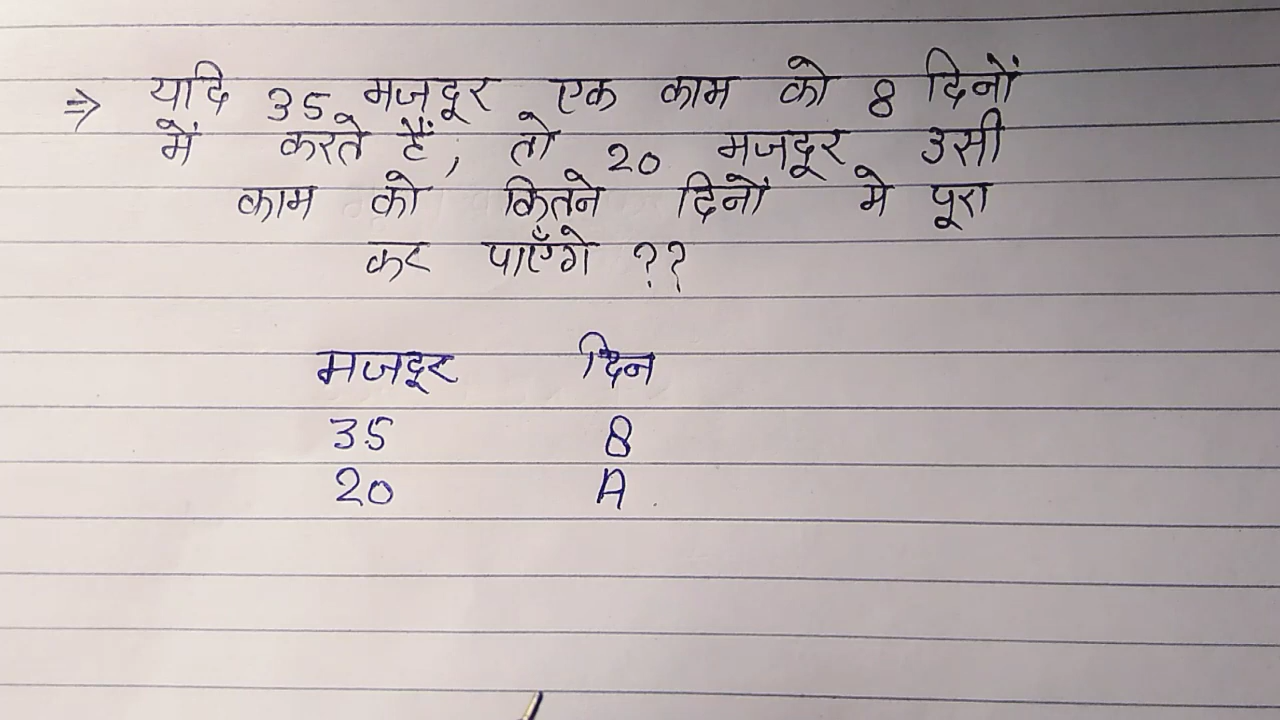 ⇒ यदि 35 मजदूर एक काम को 8 दिनों
में करते हैं, तो 20 मजदूर उसी
काम को कितने दिनों मे पूरा
कर पाएँगे ??
मजदूर दिन
35 8
20 A